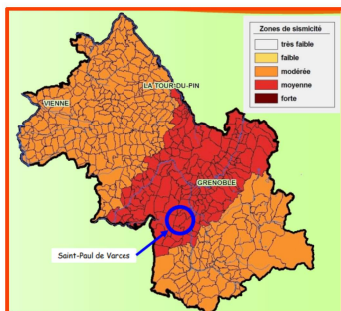 Zones de sismicité
très faible
faible
modérée
moyenne
forte
LA TOUR-DU-PIN
VIENNE
GRENOBLE
Saint-Paul de Varces